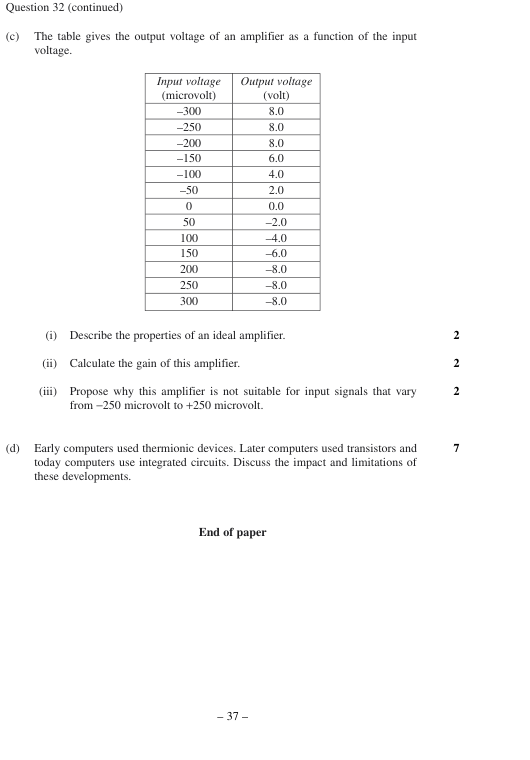 Question 32 (continued)
(c) The table gives the output voltage of an amplifier as a function of the input
voltage.
Input voltage Output voltage
(microvolt) (volt)
–300 8.0
–250 8.0
–200 8.0
–150 6.0
–100 4.0
–50 2.0
0 0.0
50 –2.0
100 –4.0
150 –6.0
200 –8.0
250 –8.0
300 –8.0
(i) Describe the properties of an ideal amplifier. 2
(ii) Calculate the gain of this amplifier. 2
(iii) Propose why this amplifier is not suitable for input signals that vary 2
from –250 microvolt to +250 microvolt.
(d) Early computers used thermionic devices. Later computers used transistors and 7
today computers use integrated circuits. Discuss the impact and limitations of
these developments.
End of paper
– 37 –